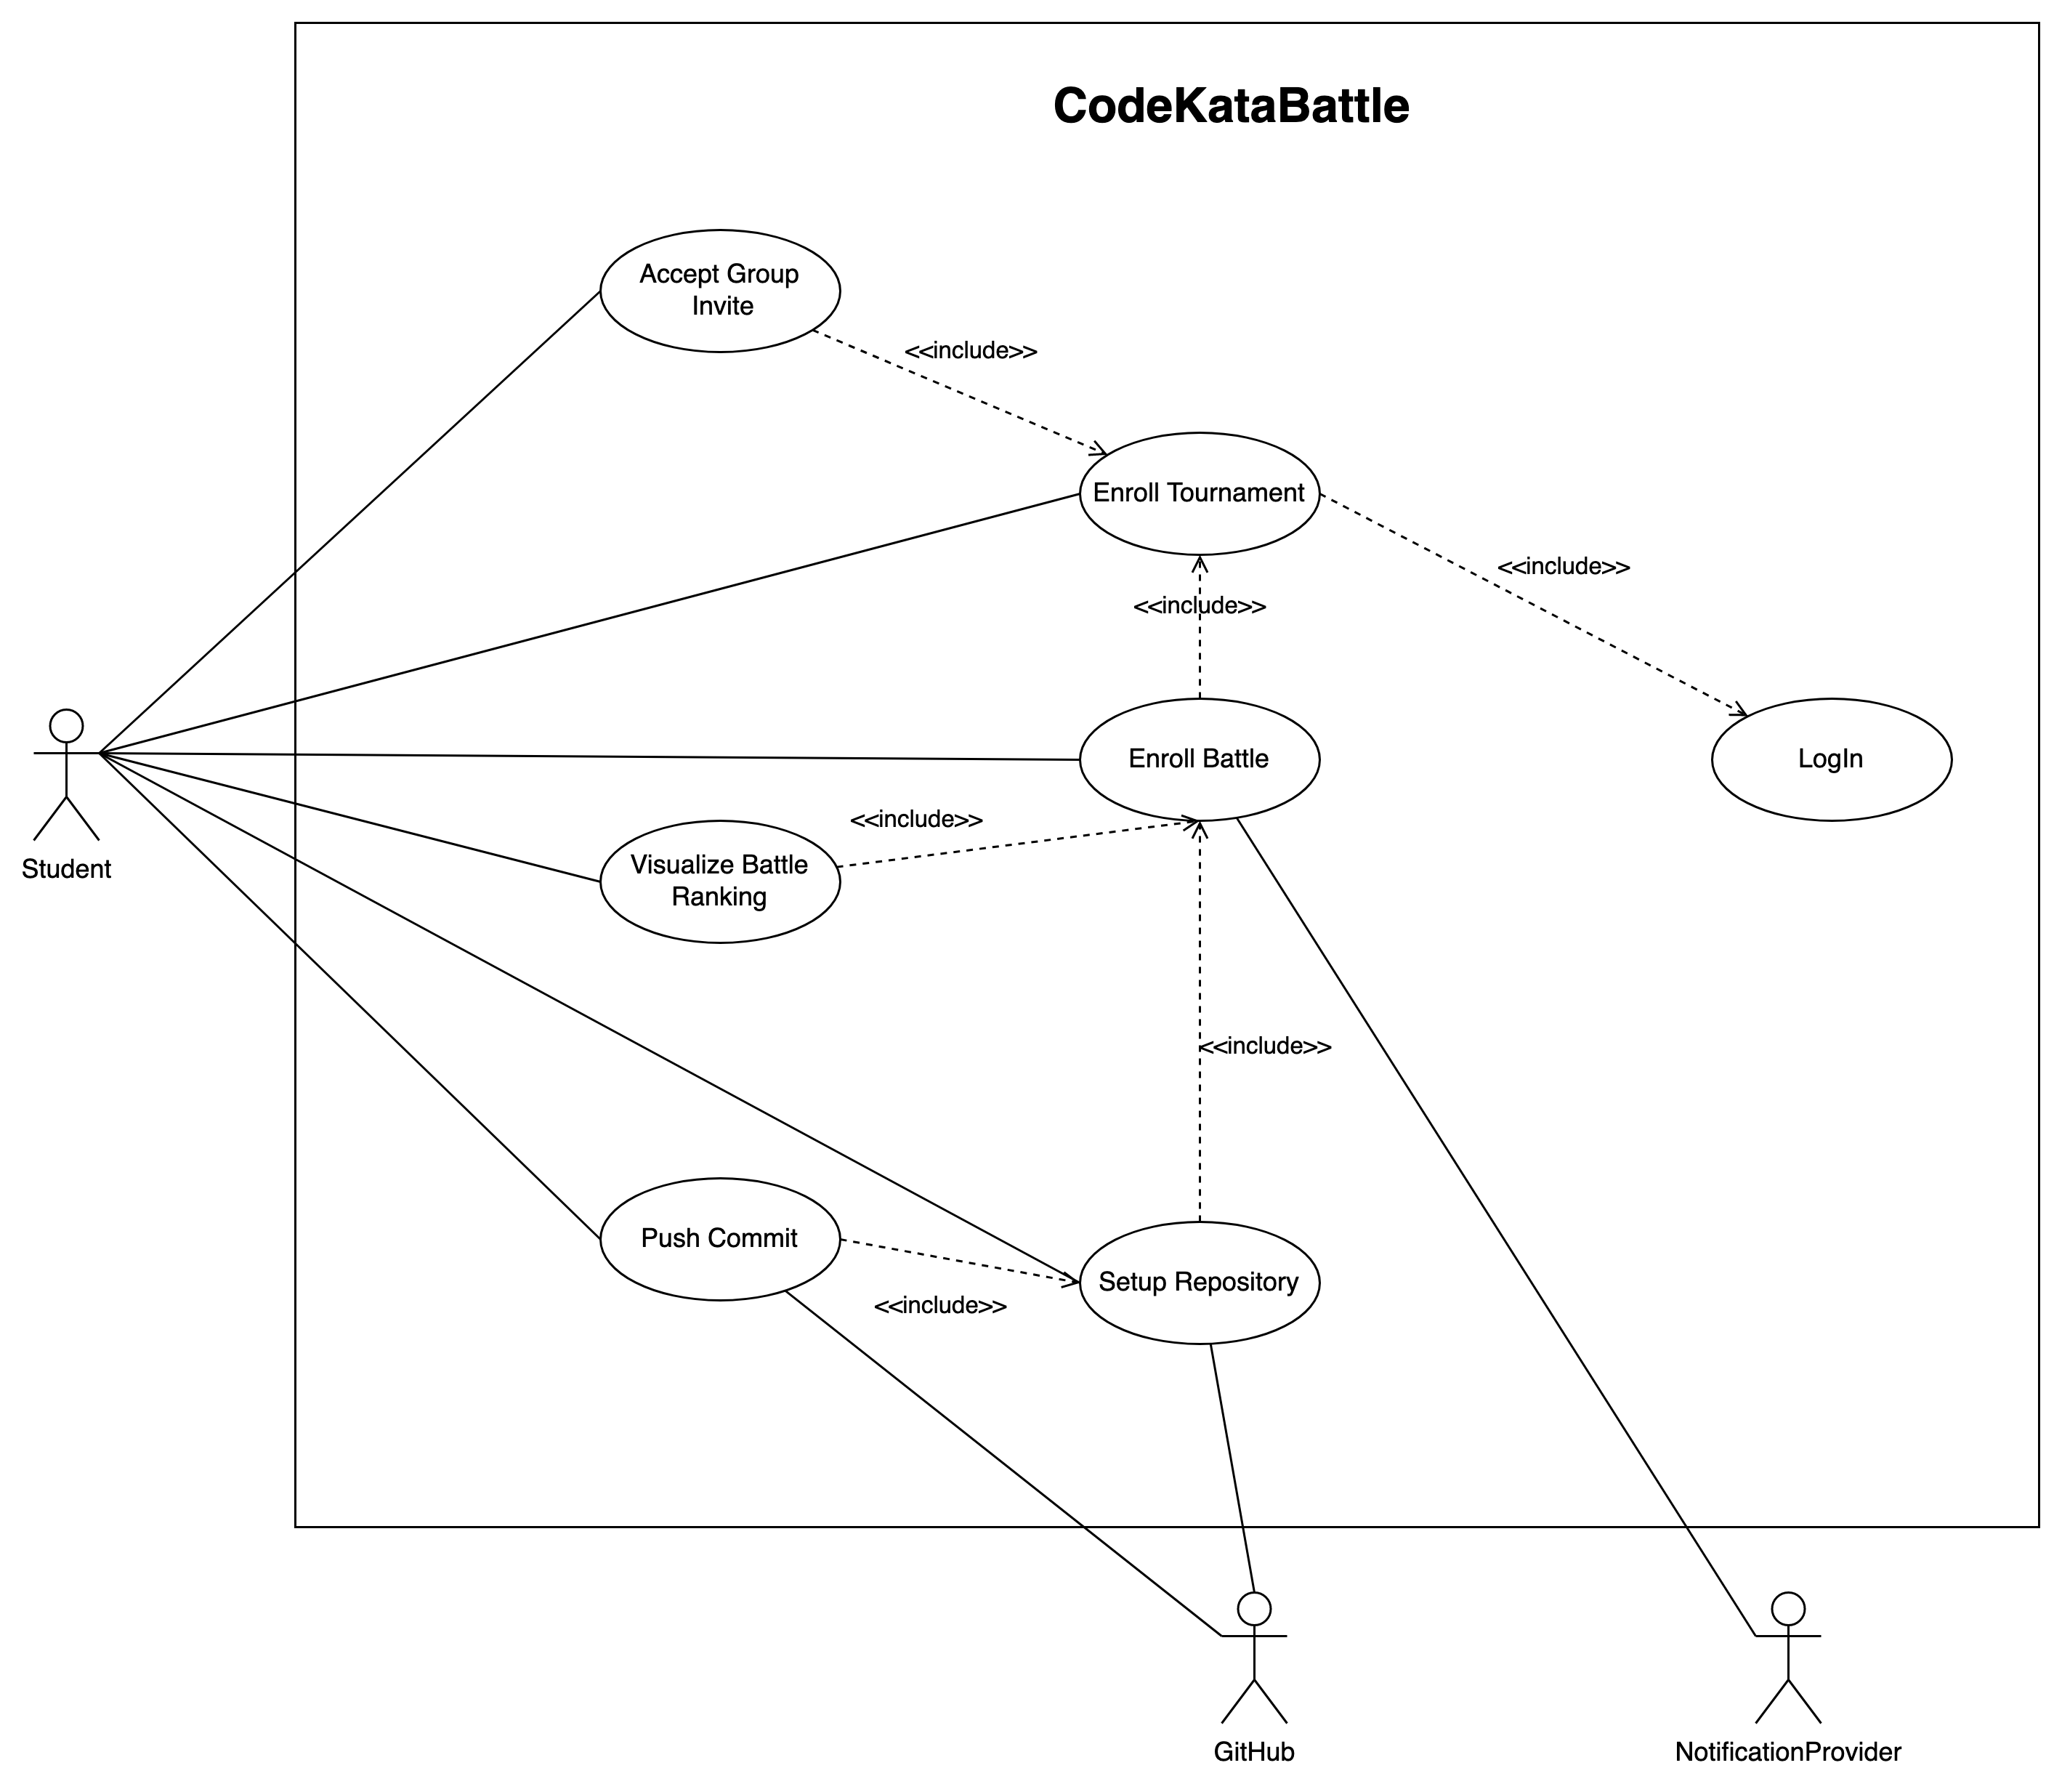 CodeKataBattle
Accept Group
Invite
<<include>>
Enroll Tournament
<<include>>
<<include>>
Enroll Battle
LogIn
<<include>>
Visualize Battle
Ranking
Student
<<include>>
Push Commit
Setup Repository
<<include>>
GitHub
NotificationProvider